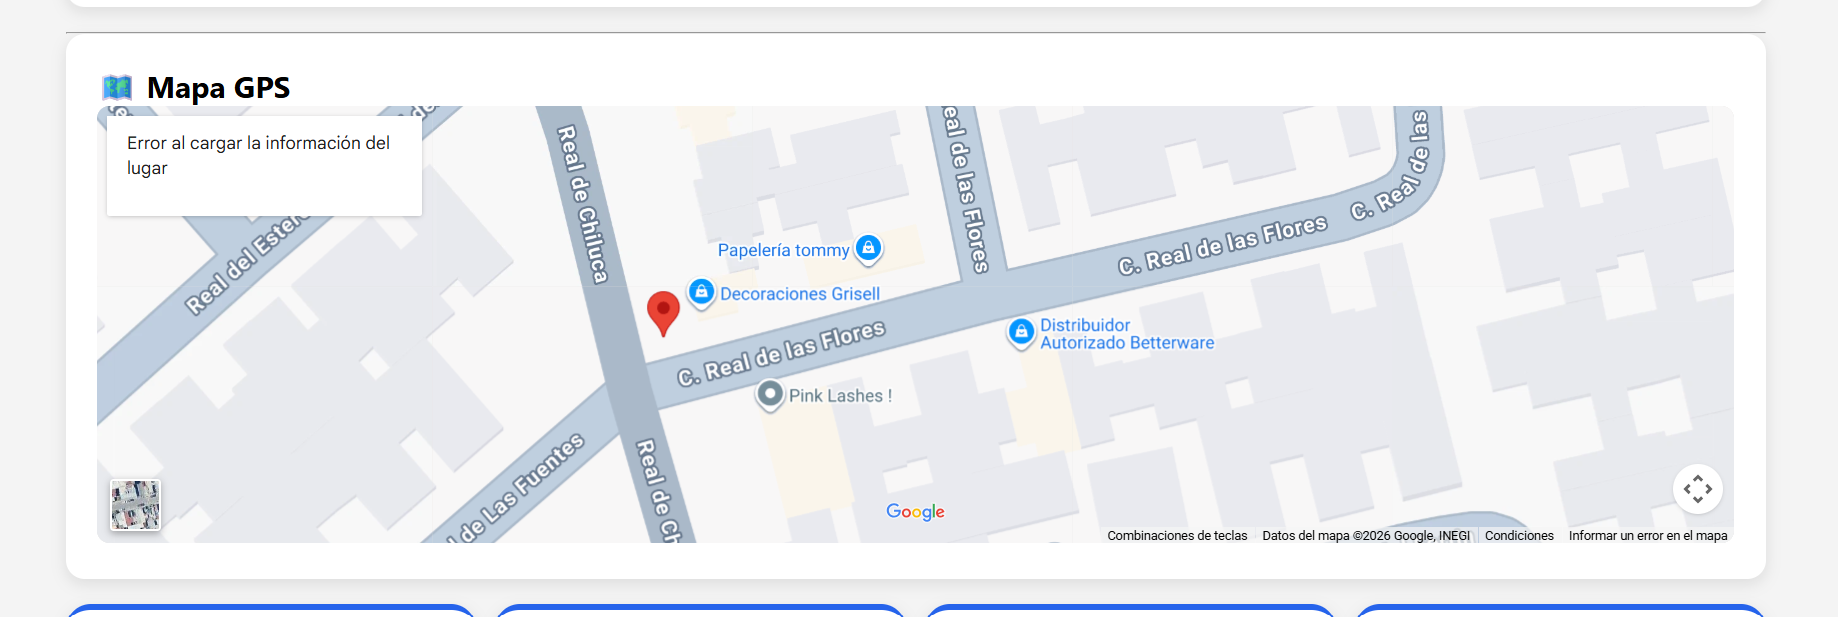 Mapa GPS
Error al cargar la información del
lugar
de
Real del Estero
Real de Chiluca
Real de las Flores
C. Real de las Flores
C. Real de las
Papelería tommy
Decoraciones Grisell
C. Real de las Flores
Distribuidor
Autorizado Betterware
Pink Lashes !
de Las Fuentes
Real de Ch
Google
Combinaciones de teclas
Datos del mapa ©2026 Google, INEGI
Condiciones
Informar un error en el mapa